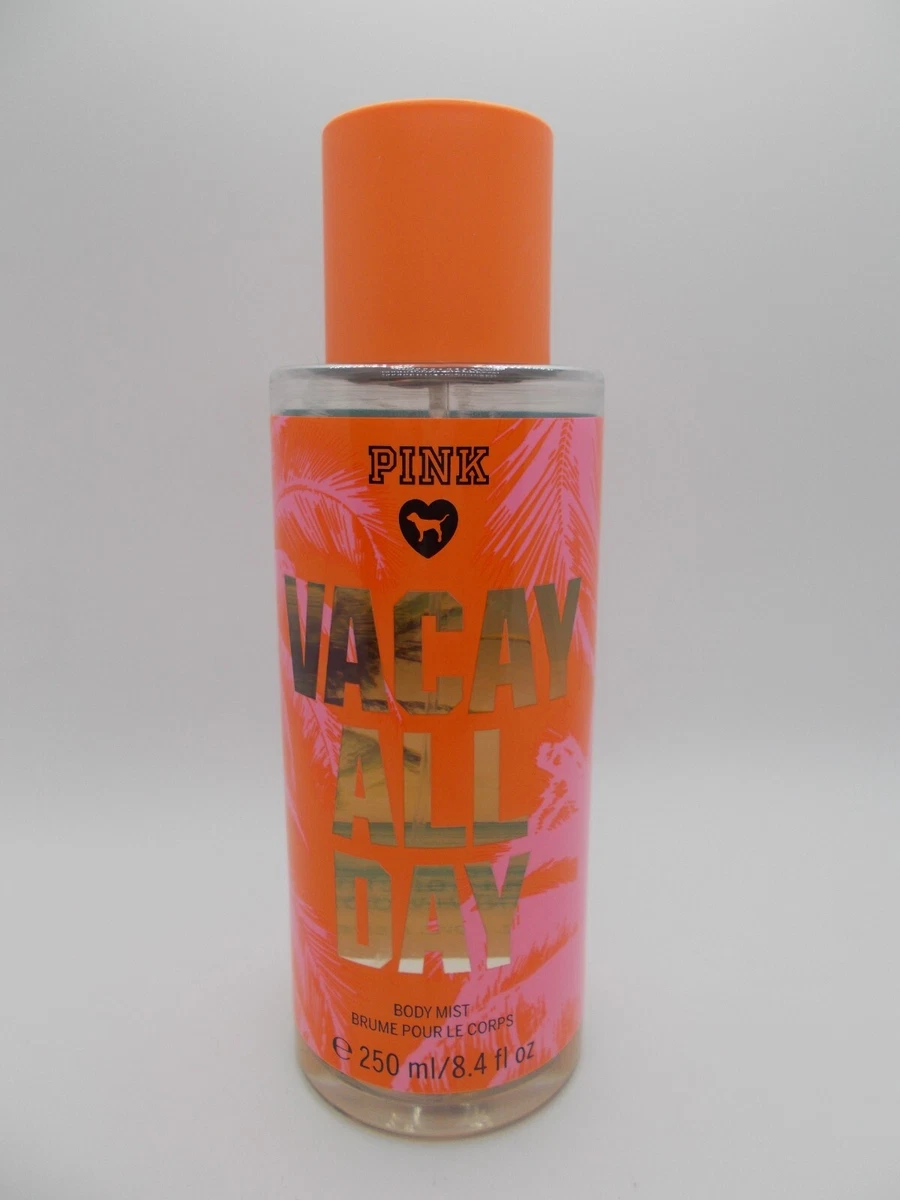 PINK
VACAY
ALL
DAY
BODY MIST
BRUME POUR LE CORPS
℮ 250 ml/8.4 fl oz